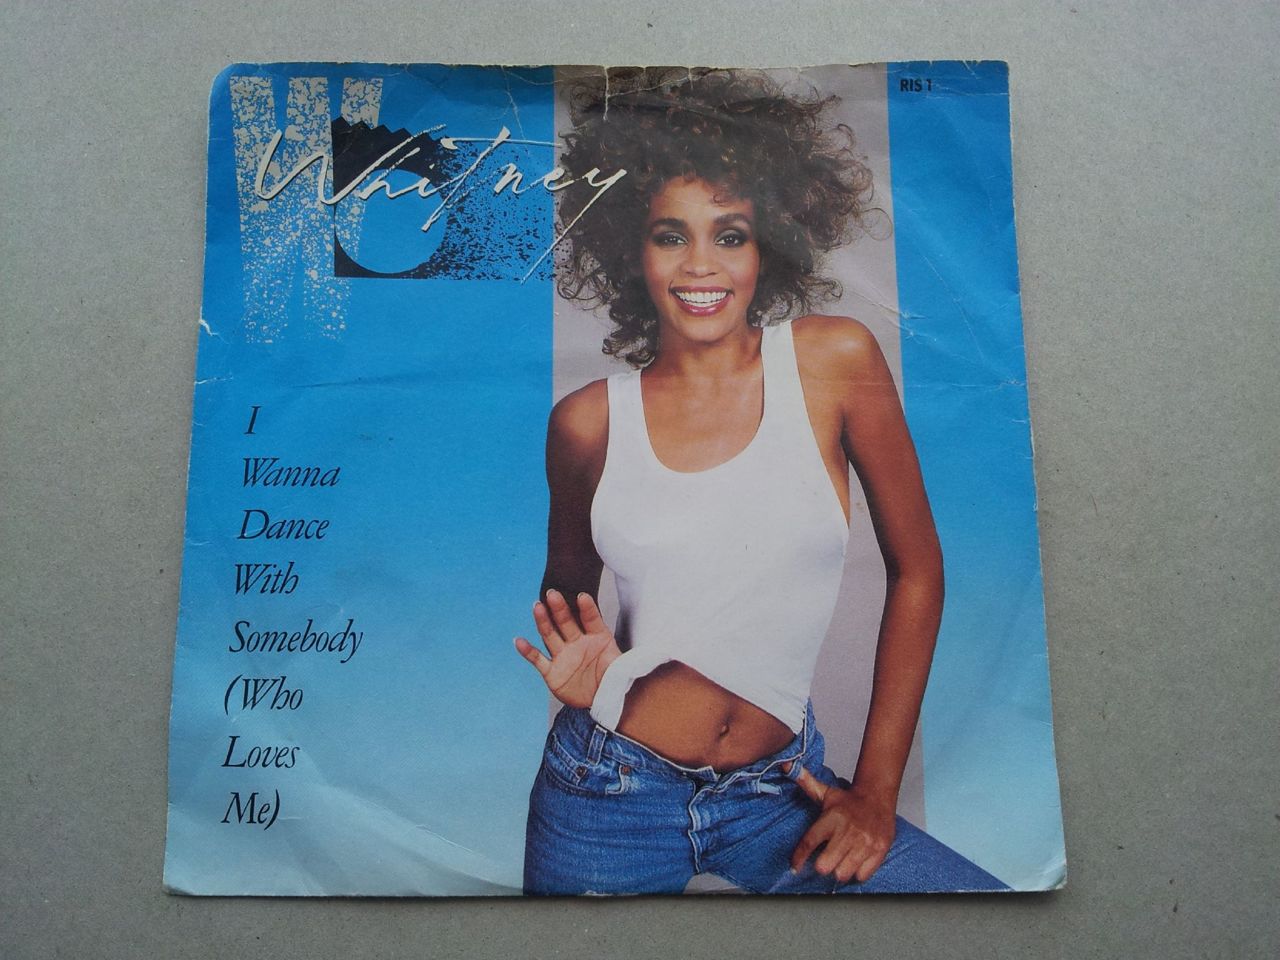 W
Whitney
RIS 1
I
Wanna
Dance
With
Somebody
(Who
Loves
Me)